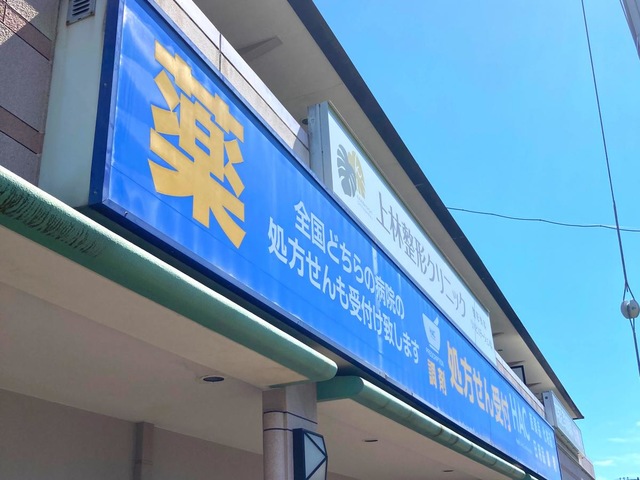 薬
全国どちらの病院の
処方せんも受付け致します
調剤
処方せん受付
HAC
上林整形クリニック